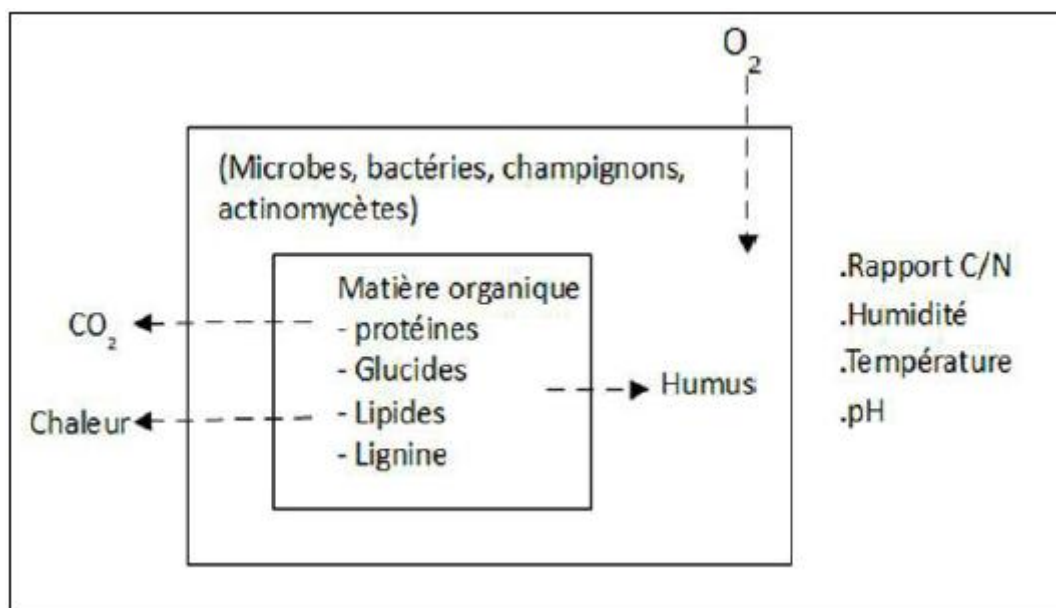 O₂
(Microbes, bactéries, champignons,
actinomycètes)
Matière organique
- protéines
- Glucides
- Lipides
- Lignine
CO₂
Chaleur
Humus
.Rapport C/N
.Humidité
.Température
.pH